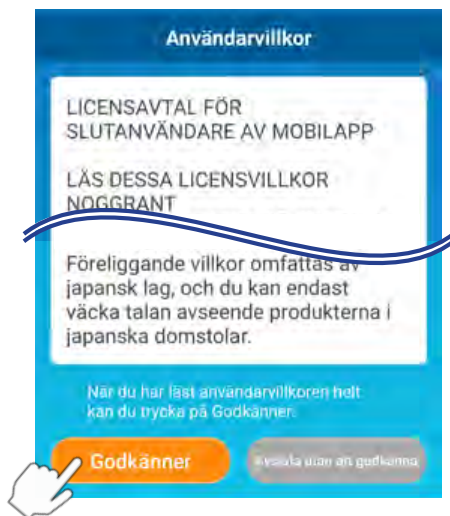 Användarvillkor
LICENSAVTAL FÖR
SLUTANVÄNDARE AV MOBILAPP
LÄS DESSA LICENSVILLKOR
NOGGRANT
Föreliggande villkor omfattas av
japansk lag, och du kan endast
väcka talan avseende produkterna i
japanska domstolar.
När du har läst användarvillkoren helt
kan du trycka på Godkänner.
Godkänner
Avsluta utan att godkänna